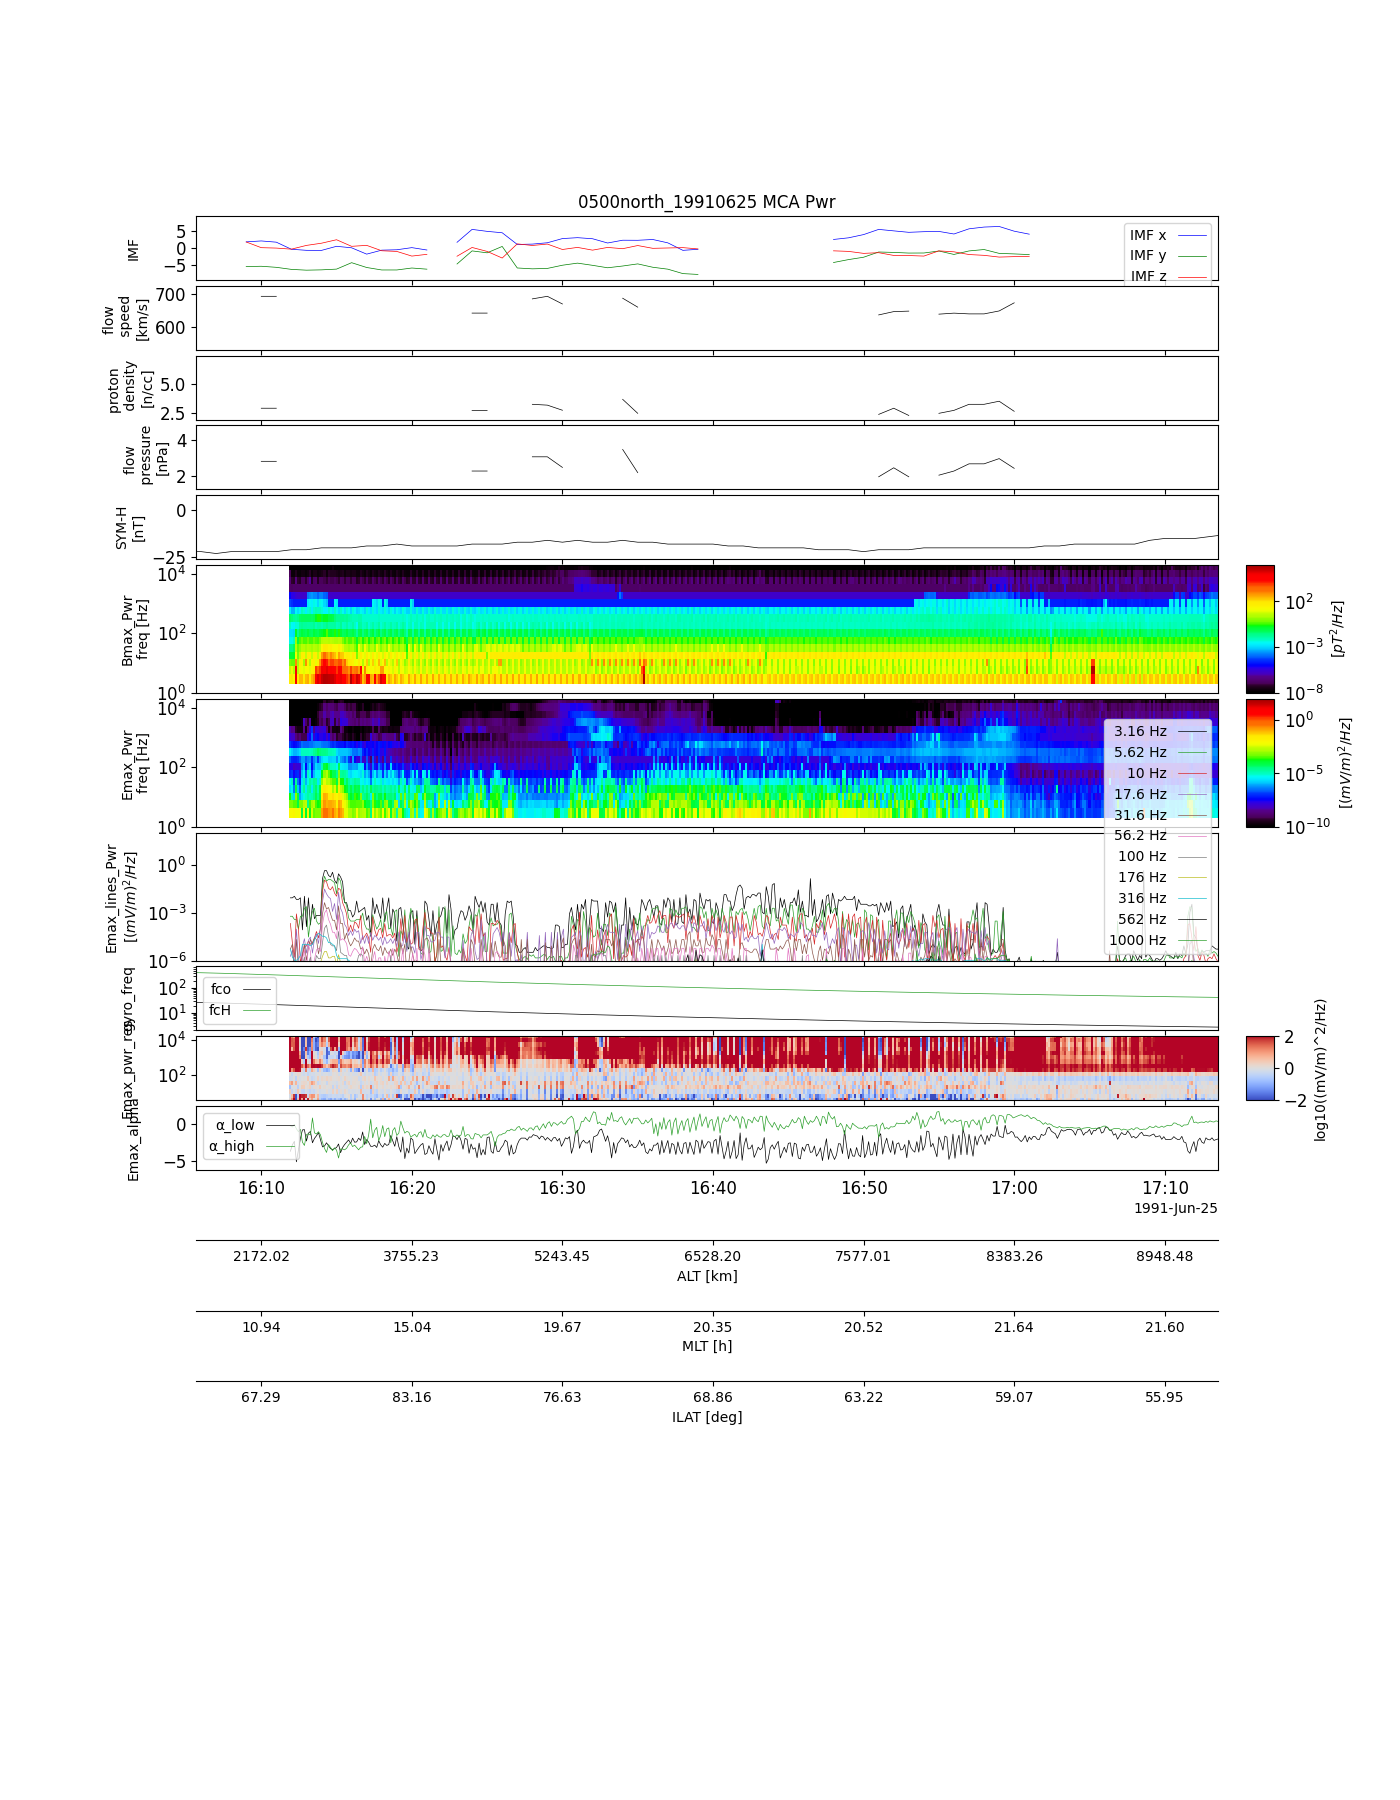 0500north_19910625 MCA Pwr
IMF
5
0
−5
IMF x
IMF y
IMF z
flow
speed
[km/s]
700
600
proton
density
[n/cc]
5.0
2.5
flow
pressure
[nPa]
4
2
SYM-H
[nT]
0
−25
Bmax_Pwr
freq [Hz]
10^4
10^2
10^0
10^2
10^−3
10^−8
[pT^2/Hz]
Emax_Pwr
freq [Hz]
10^4
10^2
10^0
10^0
10^−5
10^−10
[(mV/m)^2/Hz]
3.16 Hz
5.62 Hz
10 Hz
17.6 Hz
31.6 Hz
56.2 Hz
100 Hz
176 Hz
316 Hz
562 Hz
1000 Hz
Emax_lines_Pwr
[(mV/m)^2/Hz]
10^0
10^−3
10^−6
gyro_freq
10^2
10^1
fco
fcH
Emax_pwr_reg
10^4
10^2
2
0
−2
log10((mV/m)^2/Hz)
Emax_alpha
0
−5
α_low
α_high
16:10 16:20 16:30 16:40 16:50 17:00 17:10
1991-Jun-25
2172.02 3755.23 5243.45 6528.20 7577.01 8383.26 8948.48
ALT [km]
10.94 15.04 19.67 20.35 20.52 21.64 21.60
MLT [h]
67.29 83.16 76.63 68.86 63.22 59.07 55.95
ILAT [deg]